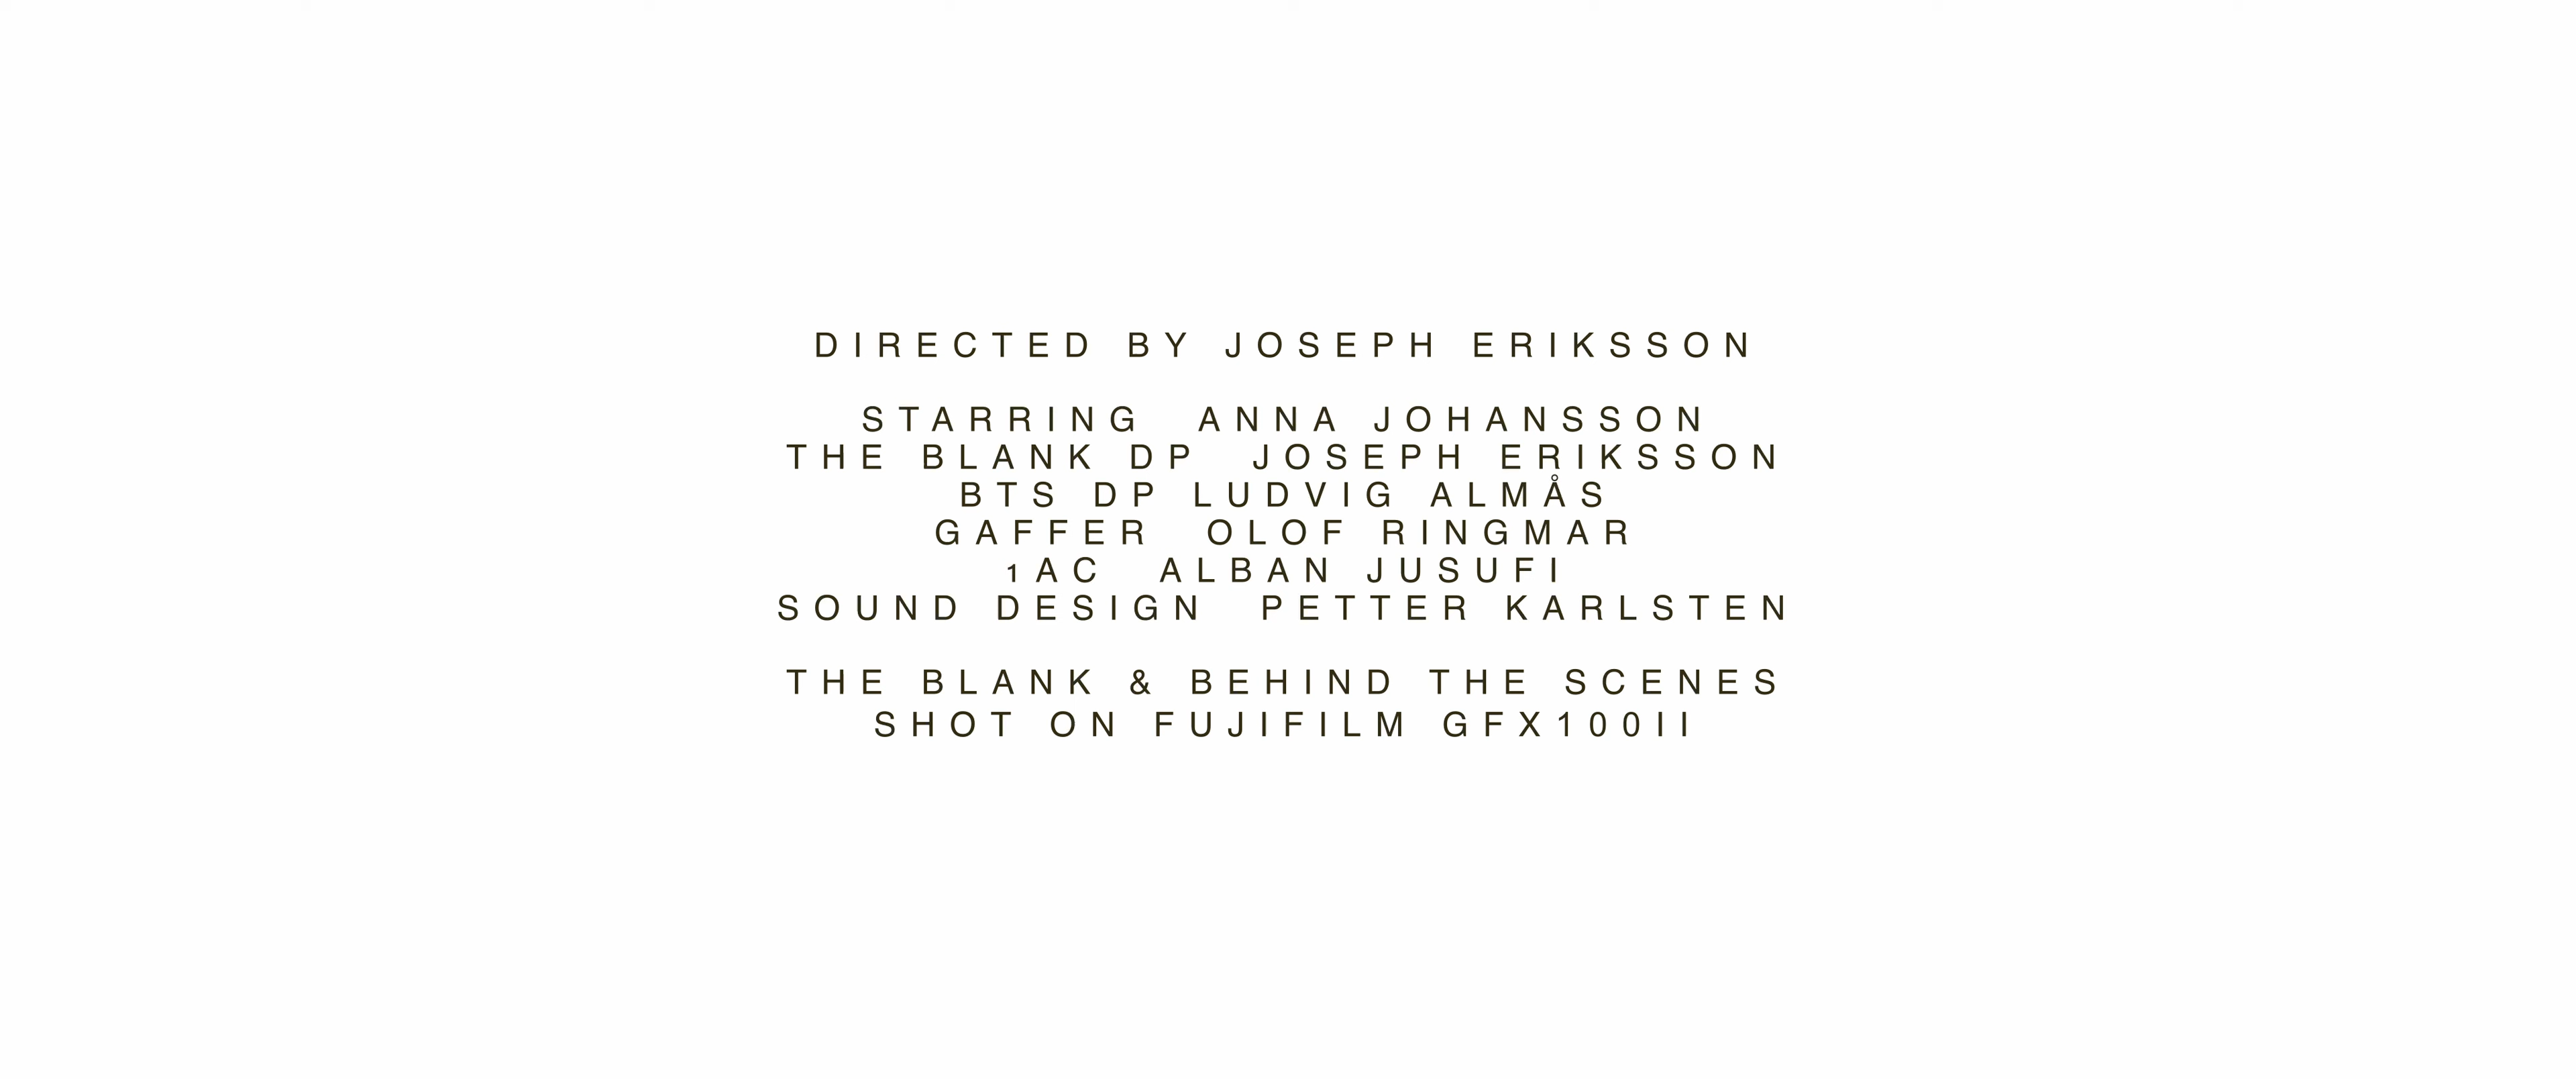 DIRECTED BY JOSEPH ERIKSSON
STARRING ANNA JOHANSSON
THE BLANK DP JOSEPH ERIKSSON
BTS DP LUDVIG ALMÅS
GAFFER OLOF RINGMAR
1AC ALBAN JUSUFI
SOUND DESIGN PETTER KARLSTEN
THE BLANK & BEHIND THE SCENES
SHOT ON FUJIFILM GFX100II